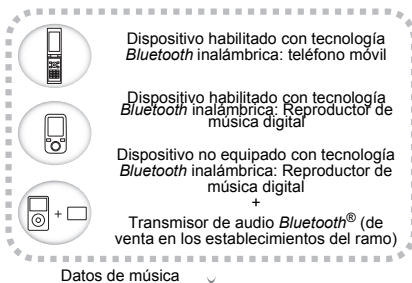 Dispositivo habilitado con tecnología
Bluetooth inalámbrica: teléfono móvil
Dispositivo habilitado con tecnología
Bluetooth inalámbrica: Reproductor de
música digital
Dispositivo no equipado con tecnología
Bluetooth inalámbrica: Reproductor de
música digital
+
+
Transmisor de audio Bluetooth® (de
venta en los establecimientos del ramo)
Datos de música